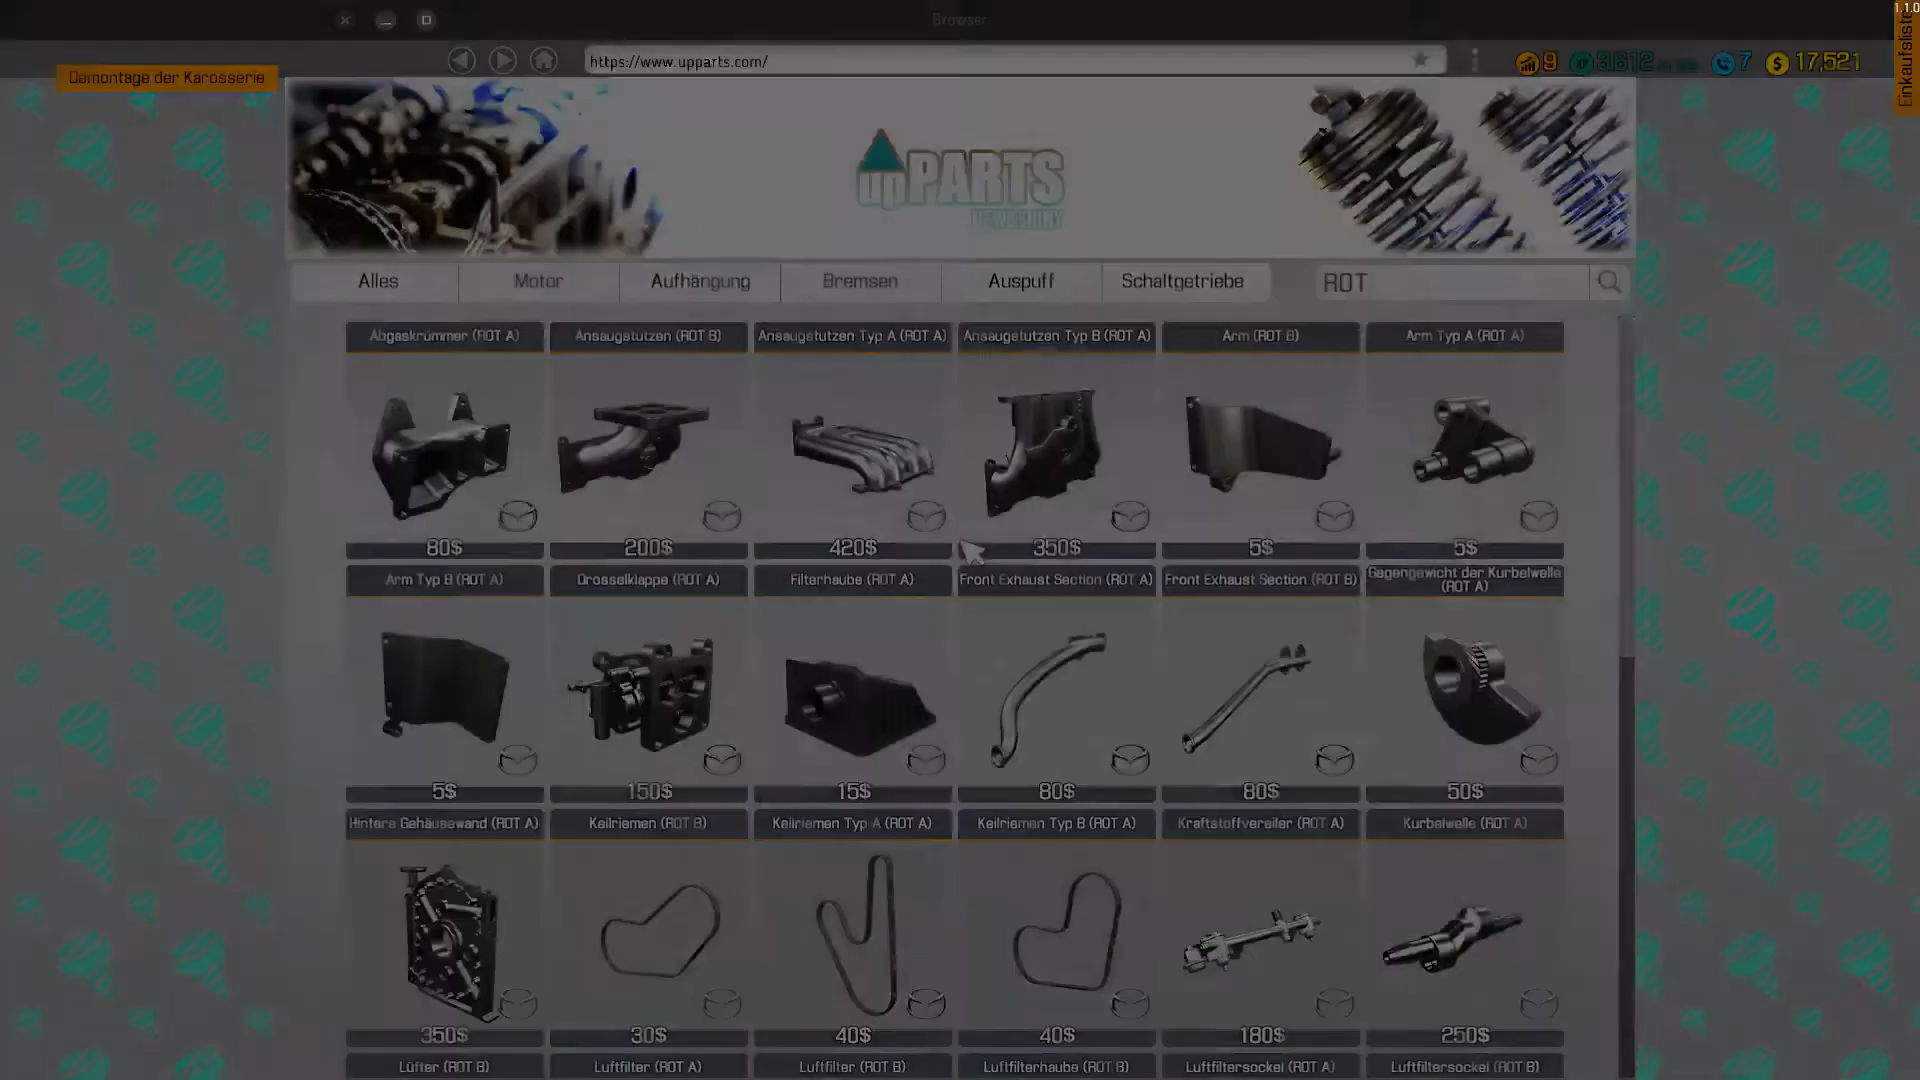 Browser
1.1.0
https://www.upparts.com/
9
7
17,521
Demontage der Karosserie
Einkaufsliste
upPARTS
Alles
Motor
Aufhängung
Bremsen
Auspuff
Schaltgetriebe
ROT
Abgaskrümmer (ROT A)
Ansaugstutzen (ROT B)
Ansaugstutzen Typ A (ROT A)
Ansaugstutzen Typ B (ROT A)
Arm (ROT B)
Arm Typ A (ROT A)
80$
200$
420$
350$
5$
5$
Arm Typ B (ROT A)
Drosselklappe (ROT A)
Filterhaube (ROT A)
Front Exhaust Section (ROT A)
Front Exhaust Section (ROT B)
Gegengewicht der Kurbelwelle
(ROT A)
5$
150$
15$
80$
80$
50$
Hintere Gehäusewand (ROT A)
Keilriemen (ROT B)
Keilriemen Typ A (ROT A)
Keilriemen Typ B (ROT A)
Kraftstoffverteiler (ROT A)
Kurbelwelle (ROT A)
350$
30$
40$
40$
180$
250$
Lüfter (ROT B)
Luftfilter (ROT A)
Luftfilter (ROT B)
Luftfilterhaube (ROT B)
Luftfiltersockel (ROT A)
Luftfiltersockel (ROT B)